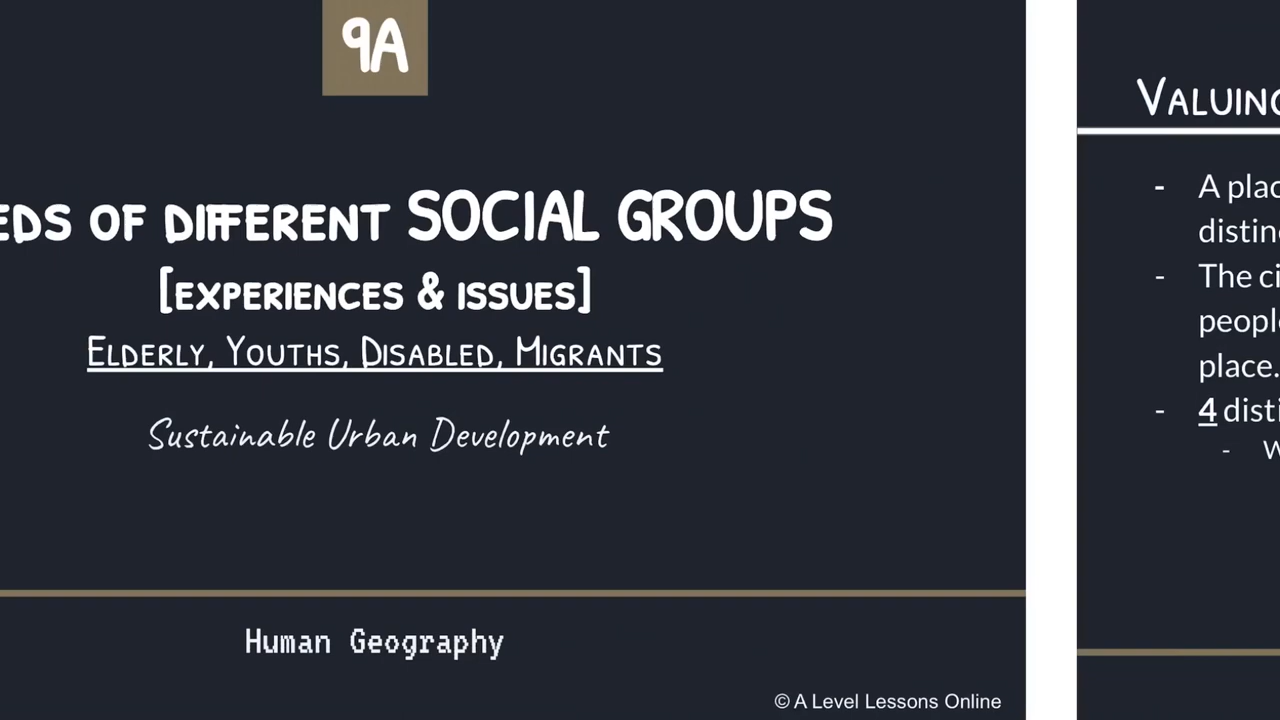 9A
EDS OF DIFFERENT SOCIAL GROUPS
[EXPERIENCES & ISSUES]
ELDERLY, YOUTHS, DISABLED, MIGRANTS
Sustainable Urban Development
Human Geography
© A Level Lessons Online
VALUING
- A plac
distin
- The ci
people
place.
- 4 disti
- W